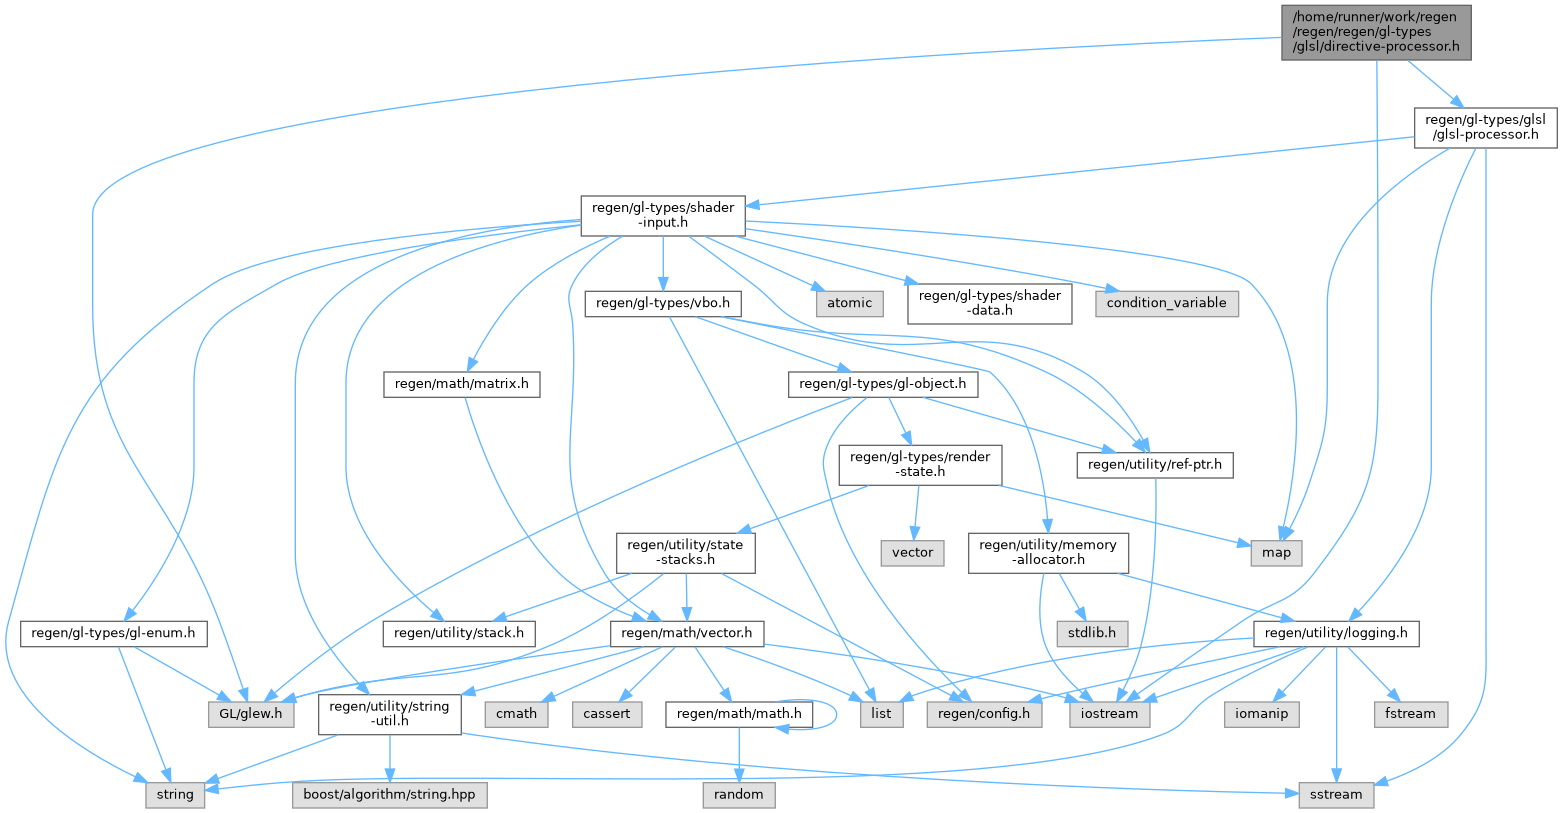 /home/runner/work/regen
/regen/regen/gl-types
/glsl/directive-processor.h
regen/gl-types/glsl
/glsl-processor.h
regen/gl-types/shader
-input.h
regen/gl-types/vbo.h
atomic
regen/gl-types/shader
-data.h
condition_variable
regen/math/matrix.h
regen/gl-types/gl-object.h
regen/gl-types/render
-state.h
regen/utility/ref-ptr.h
regen/utility/state
-stacks.h
vector
regen/utility/memory
-allocator.h
map
regen/gl-types/gl-enum.h
regen/utility/stack.h
regen/math/vector.h
stdlib.h
regen/utility/logging.h
GL/glew.h
regen/utility/string
-util.h
cmath
cassert
regen/math/math.h
list
regen/config.h
iostream
iomanip
fstream
string
boost/algorithm/string.hpp
random
sstream